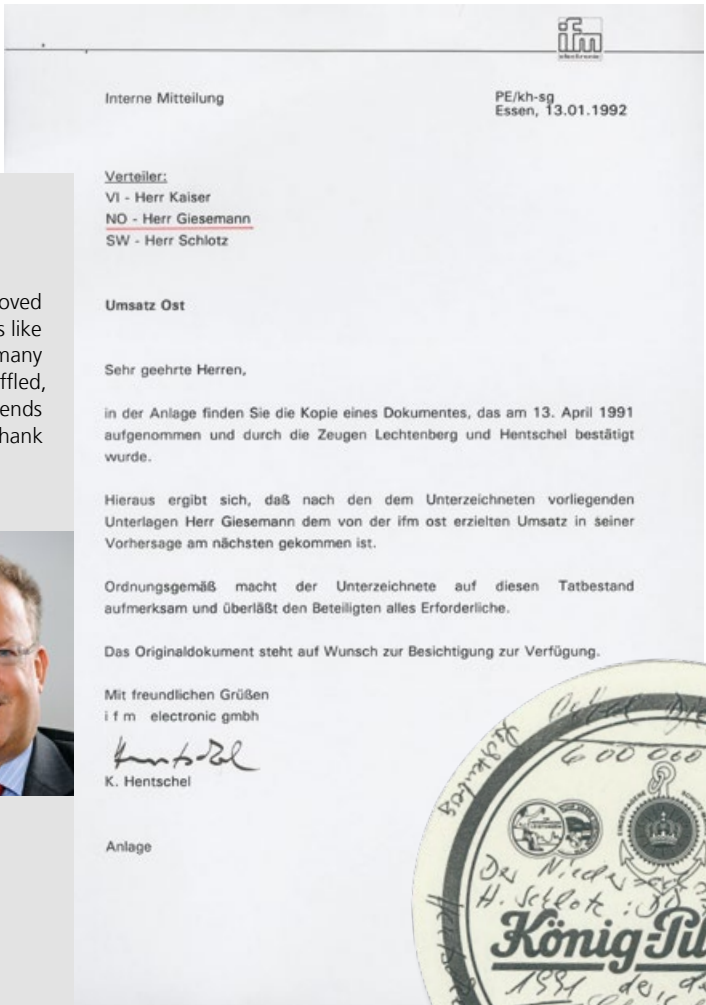 ifm
Interne Mitteilung
PE/kh-sg
Essen, 13.01.1992
Verteiler:
VI - Herr Kaiser
NO - Herr Giesemann
SW - Herr Schlotz
Umsatz Ost
Sehr geehrte Herren,
in der Anlage finden Sie die Kopie eines Dokumentes, das am 13. April 1991
aufgenommen und durch die Zeugen Lechtenberg und Hentschel bestätigt
wurde.
Hieraus ergibt sich, daß nach den dem Unterzeichneten vorliegenden
Unterlagen Herr Giesemann dem von der ifm ost erzielten Umsatz in seiner
Vorhersage am nächsten gekommen ist.
Ordnungsgemäß macht der Unterzeichnete auf diesen Tatbestand
aufmerksam und überläßt den Beteiligten alles Erforderliche.
Das Originaldokument steht auf Wunsch zur Besichtigung zur Verfügung.
Mit freundlichen Grüßen
i f m electronic gmbh
K. Hentschel
Anlage
oved
s like
many
ffled,
ends
hank
600 000
EINGETRAGENE
Der
H. Schlotz :
König-Pil
1991 der